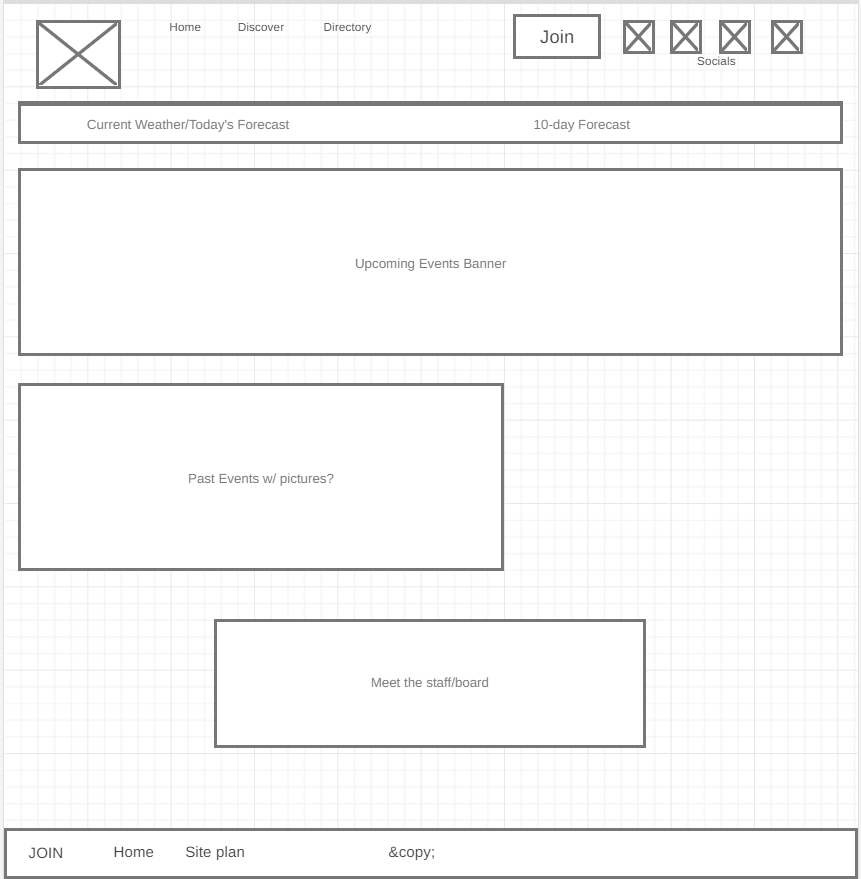 Home Discover Directory
Join
Socials
Current Weather/Today's Forecast 10-day Forecast
Upcoming Events Banner
Past Events w/ pictures?
Meet the staff/board
JOIN Home Site plan &copy;